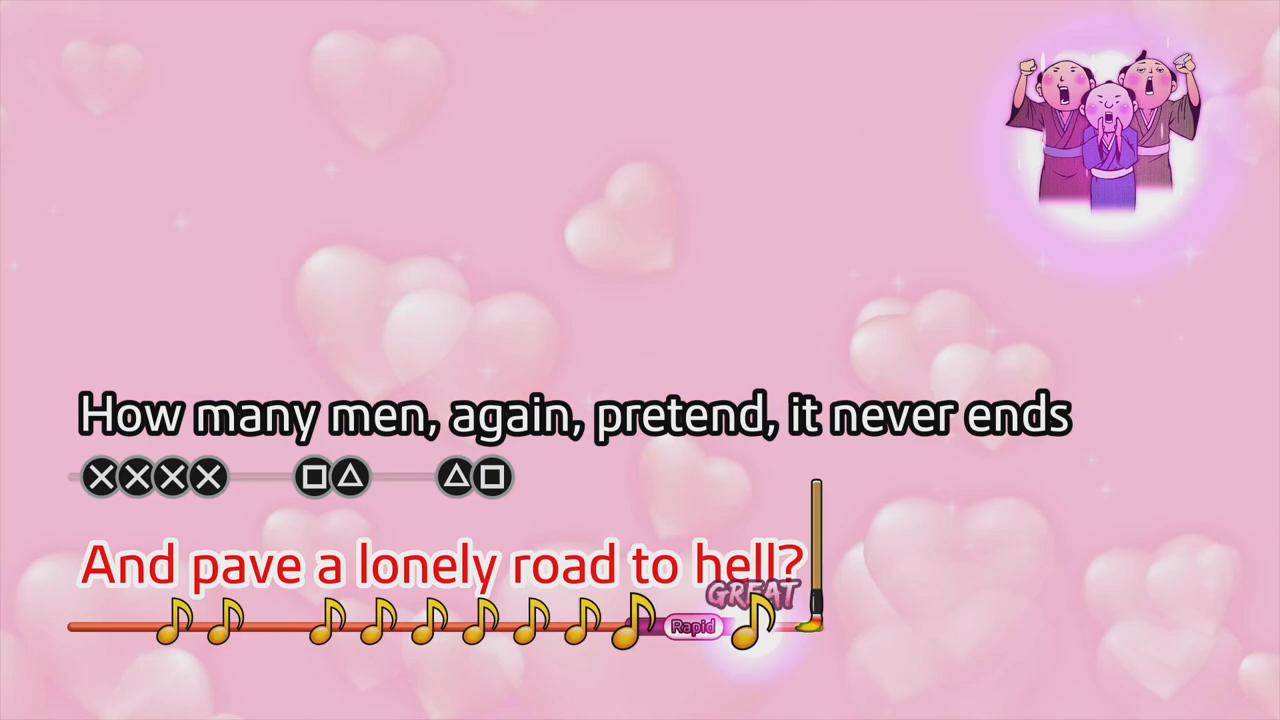 How many men, again, pretend, it never ends
And pave a lonely road to hell?
GREAT
Rapid